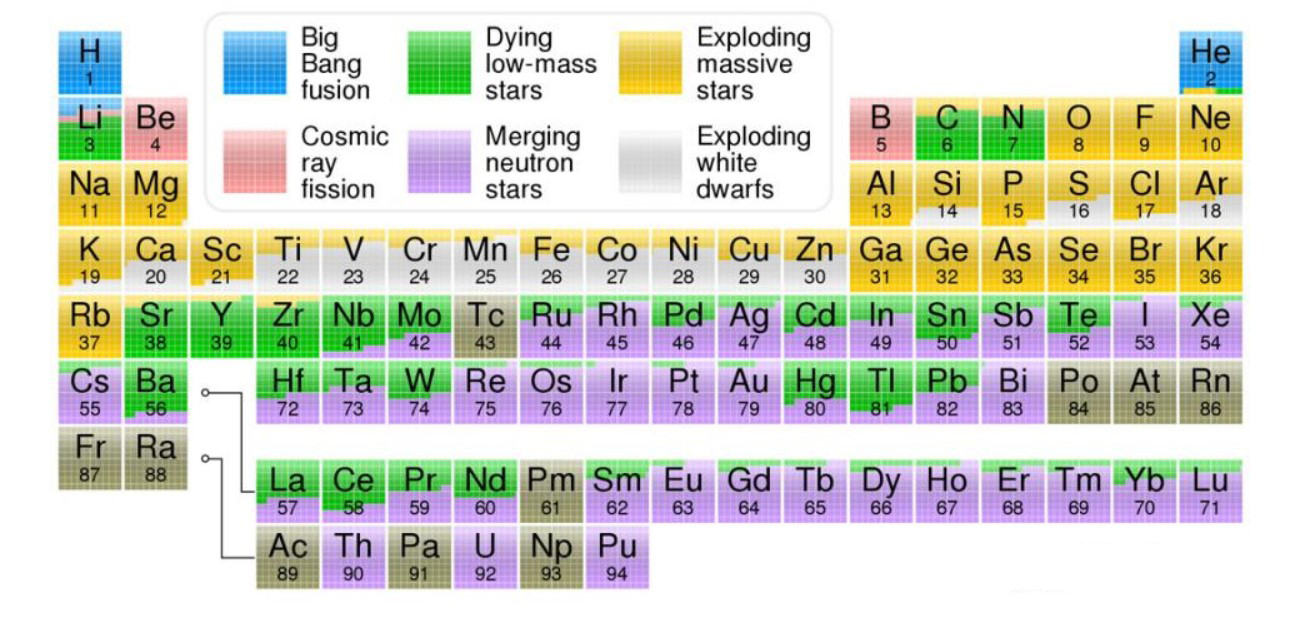 Big Bang fusion
Dying low-mass stars
Exploding massive stars
Cosmic ray fission
Merging neutron stars
Exploding white dwarfs
H He
1 2
Li Be B C N O F Ne
3 4 5 6 7 8 9 10
Na Mg Al Si P S Cl Ar
11 12 13 14 15 16 17 18
K Ca Sc Ti V Cr Mn Fe Co Ni Cu Zn Ga Ge As Se Br Kr
19 20 21 22 23 24 25 26 27 28 29 30 31 32 33 34 35 36
Rb Sr Y Zr Nb Mo Tc Ru Rh Pd Ag Cd In Sn Sb Te I Xe
37 38 39 40 41 42 43 44 45 46 47 48 49 50 51 52 53 54
Cs Ba Hf Ta W Re Os Ir Pt Au Hg Tl Pb Bi Po At Rn
55 56 72 73 74 75 76 77 78 79 80 81 82 83 84 85 86
Fr Ra
87 88
La Ce Pr Nd Pm Sm Eu Gd Tb Dy Ho Er Tm Yb Lu
57 58 59 60 61 62 63 64 65 66 67 68 69 70 71
Ac Th Pa U Np Pu
89 90 91 92 93 94